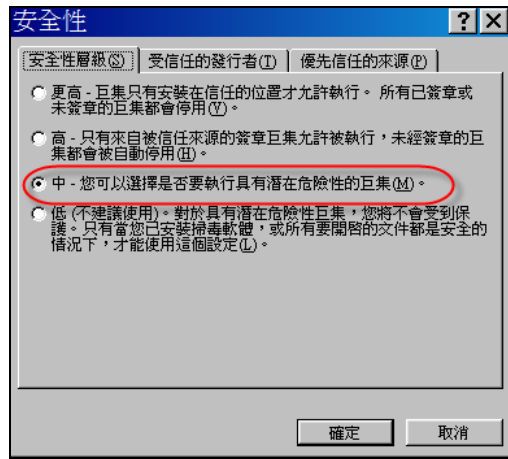 安全性
安全性層級(S) 受信任的發行者(T) 優先信任的來源(P)
更高 - 巨集只有安裝在信任的位置才允許執行。 所有已簽章或
未簽章的巨集都會停用(V)。
高 - 只有來自被信任來源的簽章巨集允許被執行，未經簽章的巨
集都會被自動停用(H)。
中 - 您可以選擇是否要執行具有潛在危險性的巨集(M)。
低 (不建議使用)。對於具有潛在危險性巨集，您將不會受到保
護。只有當您已安裝掃毒軟體，或所有要開啓的文件都是安全的
情況下，才能使用這個設定(L)。
確定 取消